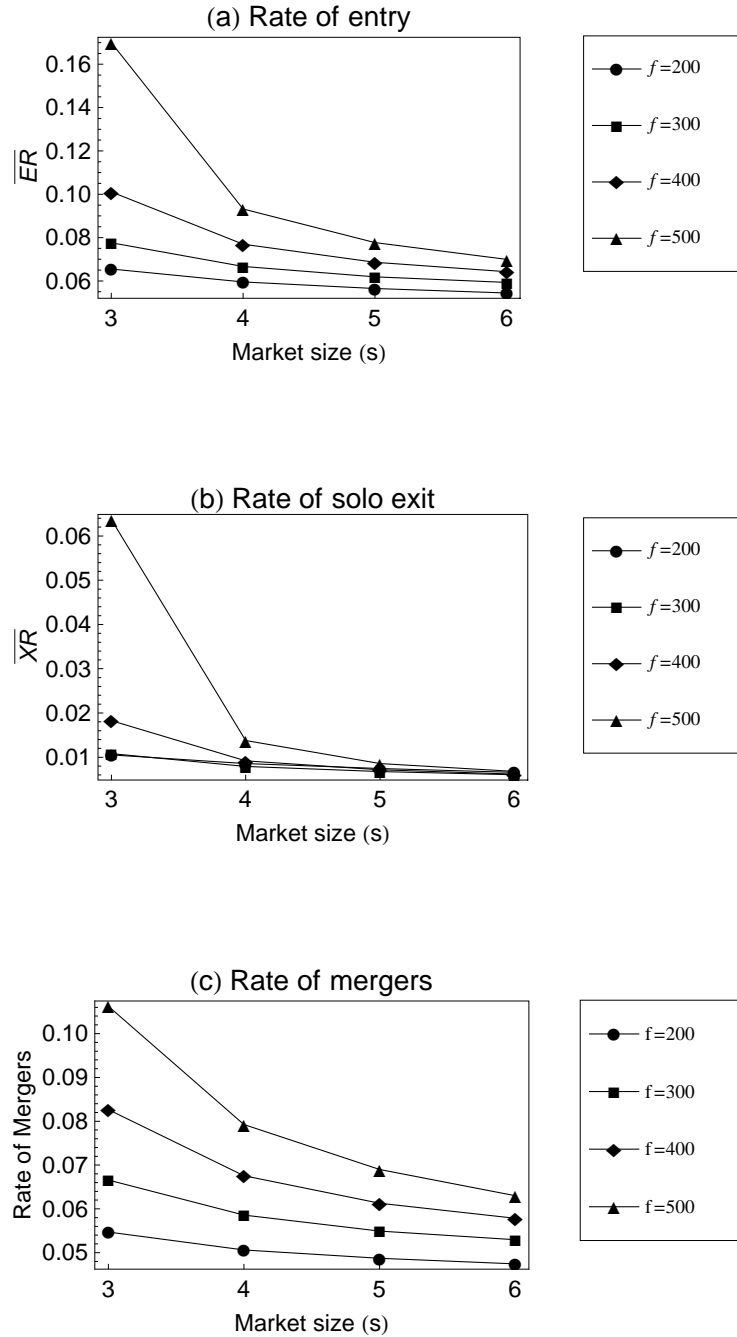 (a) Rate of entry
0.16
0.14
0.12
0.10
0.08
0.06
ER
3 4 5 6
Market size (s)
f=200
f=300
f=400
f=500
(b) Rate of solo exit
0.06
0.05
0.04
0.03
0.02
0.01
XR
3 4 5 6
Market size (s)
f=200
f=300
f=400
f=500
(c) Rate of mergers
0.10
0.09
0.08
0.07
0.06
0.05
Rate of Mergers
3 4 5 6
Market size (s)
f=200
f=300
f=400
f=500